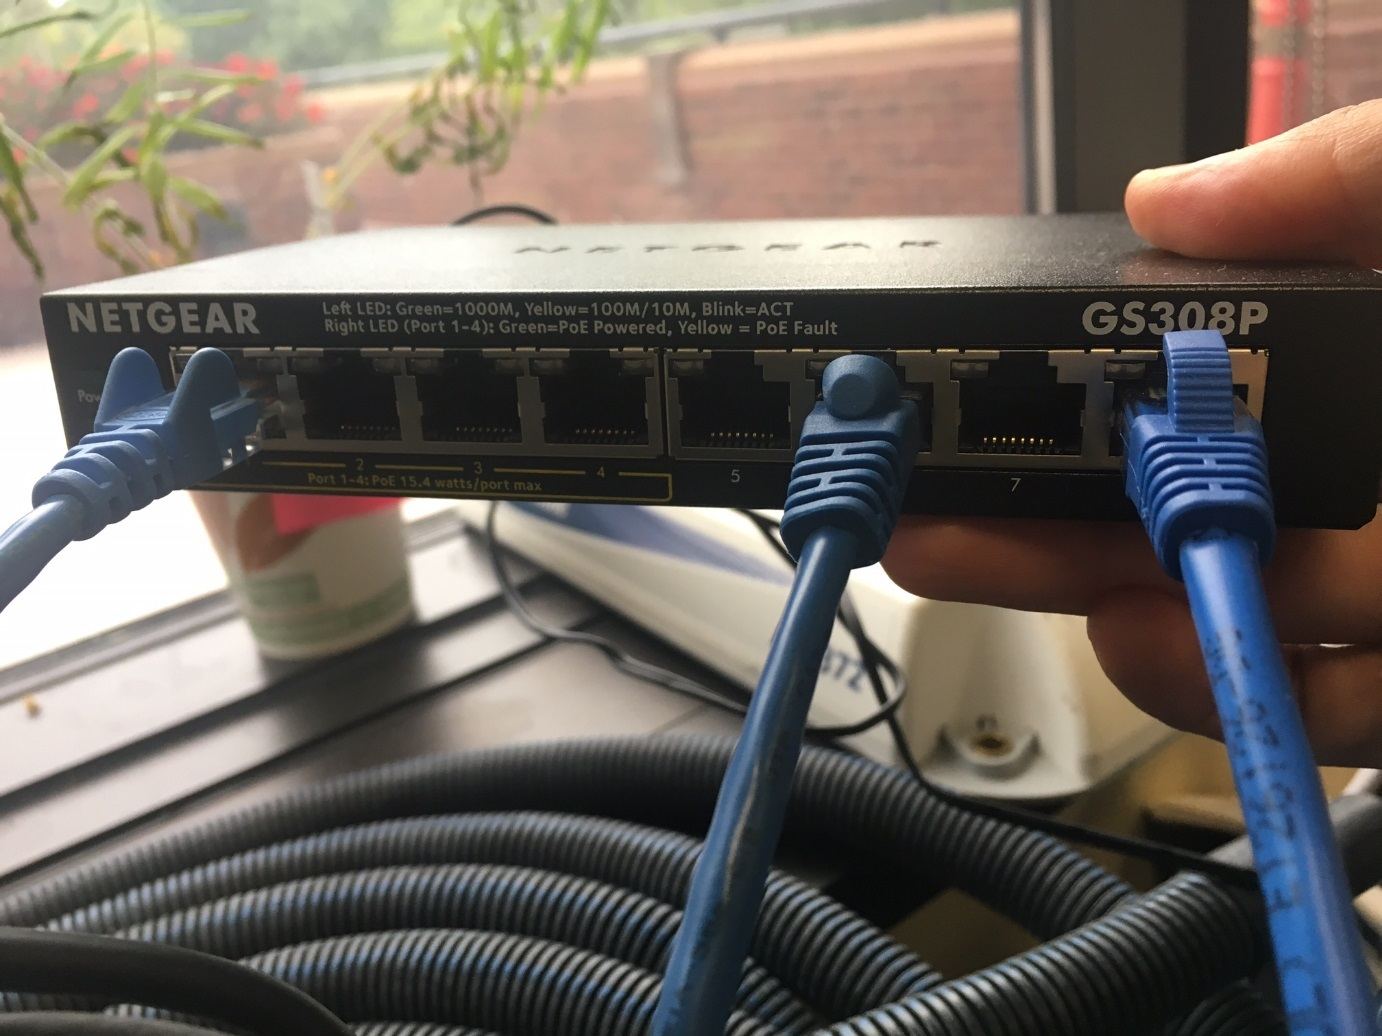 NETGEAR
NETGEAR
Left LED: Green=1000M, Yellow=100M/10M, Blink=ACT
Right LED (Port 1-4): Green=PoE Powered, Yellow = PoE Fault
GS308P
2 3 4
Port 1-4: PoE 15.4 watts/port max
5 7